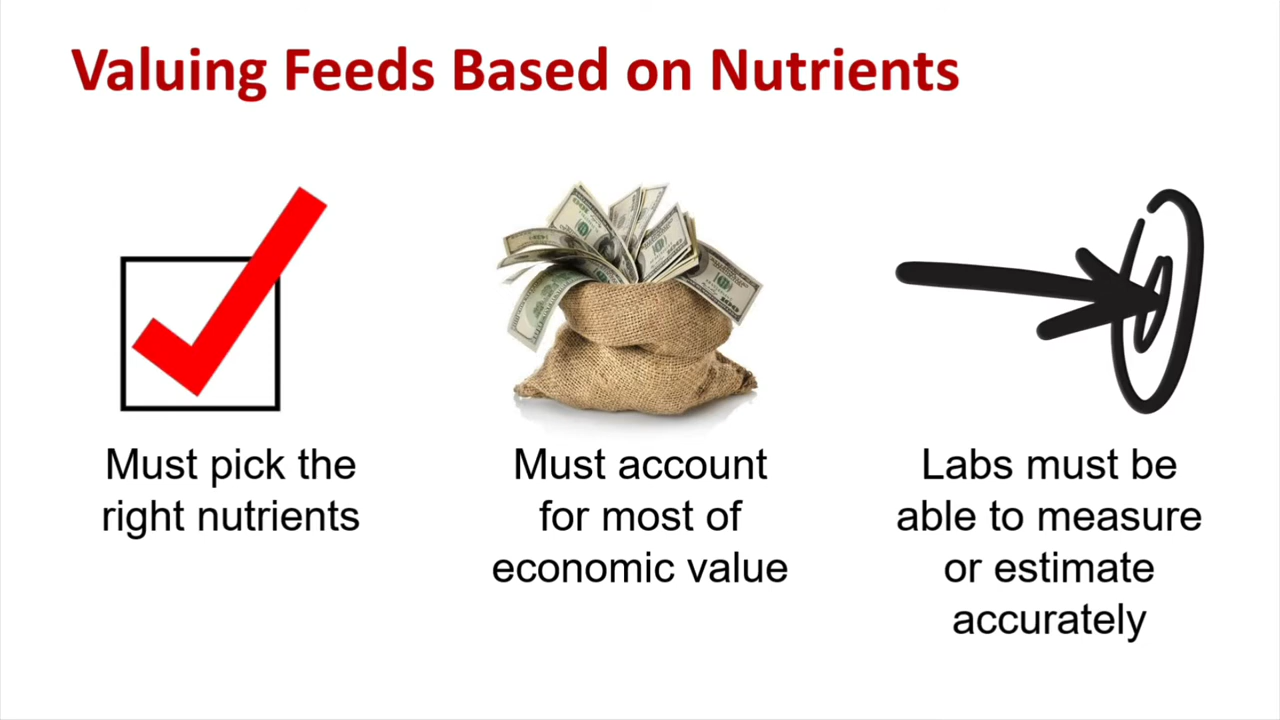 Valuing Feeds Based on Nutrients
Must pick the
right nutrients
Must account
for most of
economic value
Labs must be
able to measure
or estimate
accurately